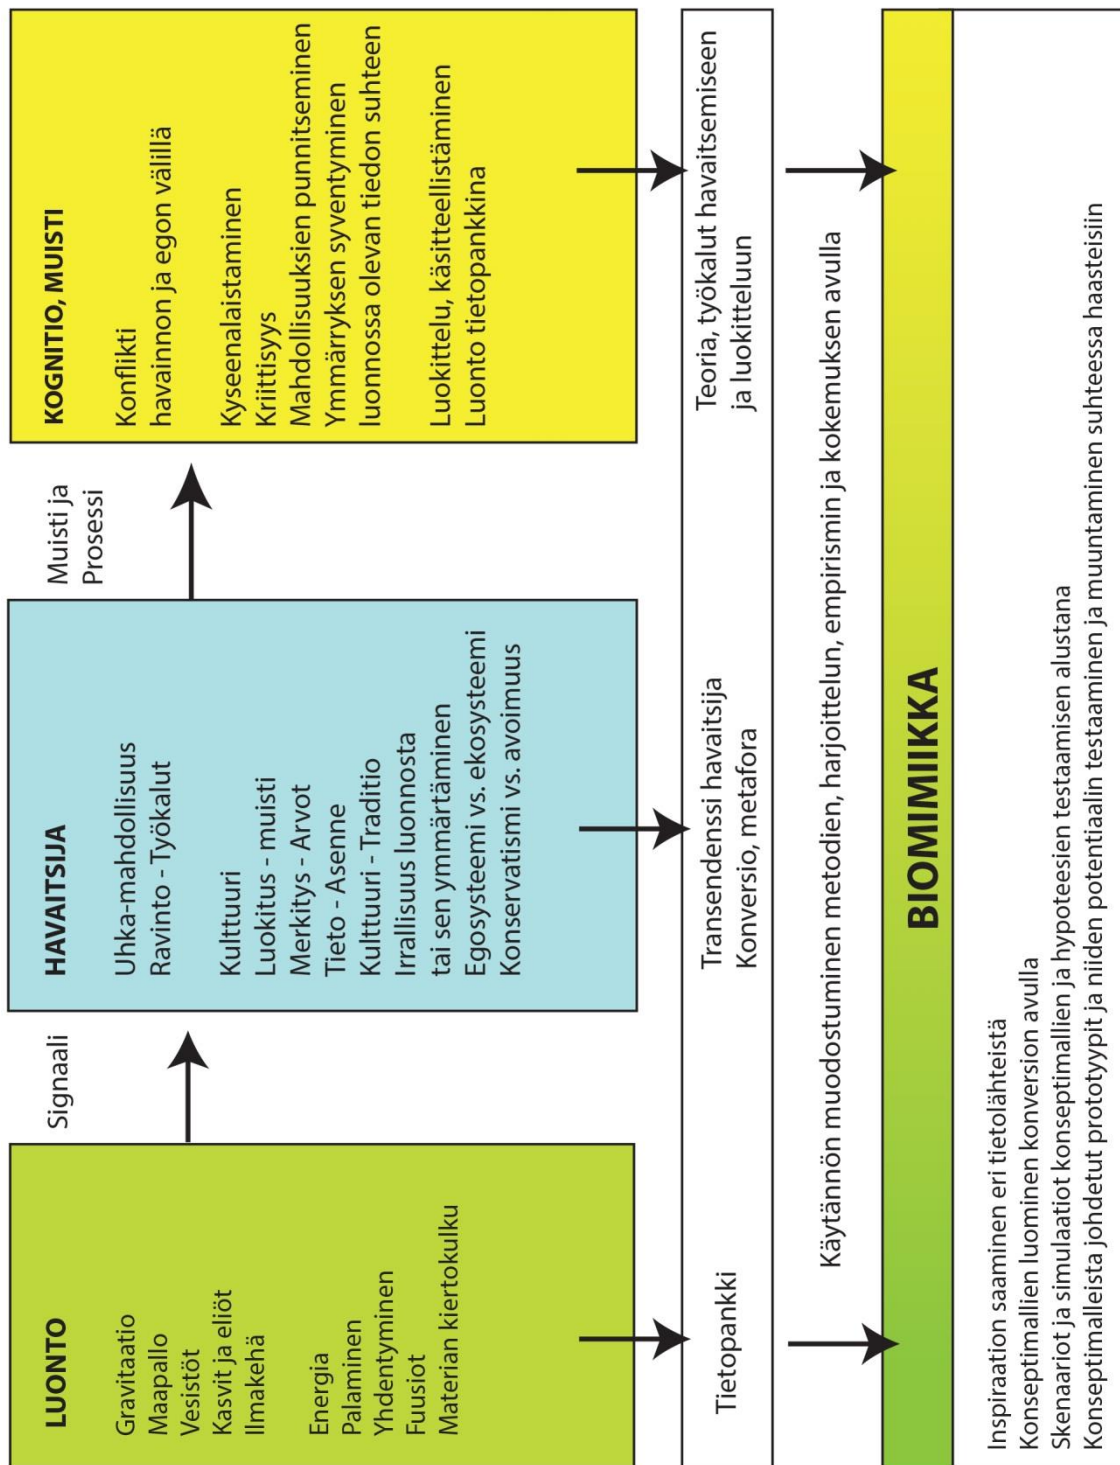 LUONTO
Gravitaatio
Maapallo
Vesistöt
Kasvit ja eliöt
Ilmakehä
Energia
Palaminen
Yhdentyminen
Fuusiot
Materian kiertokulku
Signaali
HAVAITSIJA
Uhka-mahdollisuus
Ravinto - Työkalut
Kulttuuri
Luokitus - muisti
Merkitys - Arvot
Tieto - Asenne
Kulttuuri - Traditio
Irrallisuus luonnosta
tai sen ymmärtäminen
Egosysteemi vs. ekosysteemi
Konservatismi vs. avoimuus
Muisti ja
Prosessi
KOGNITIO, MUISTI
Konflikti
havainnon ja egon välillä
Kyseenalaistaminen
Kriittisyys
Mahdollisuuksien punnitseminen
Ymmärryksen syventyminen
luonnossa olevan tiedon suhteen
Luokittelu, käsitteellistäminen
Luonto tietopankkina
Tietopankki
Transendenssi havaitsija
Konversio, metafora
Teoria, työkalut havaitsemiseen
ja luokitteluun
Käytännön muodostuminen metodien, harjoittelun, empirismin ja kokemuksen avulla
BIOMIMIIKKA
Inspiraation saaminen eri tietolähteistä
Konseptimallien luominen konversion avulla
Skenaariot ja simulaatiot konseptimallien ja hypoteesien testaamisen alustana
Konseptimalleista johdetut prototyypit ja niiden potentiaalin testaaminen ja muuntaminen suhteessa haasteisiin